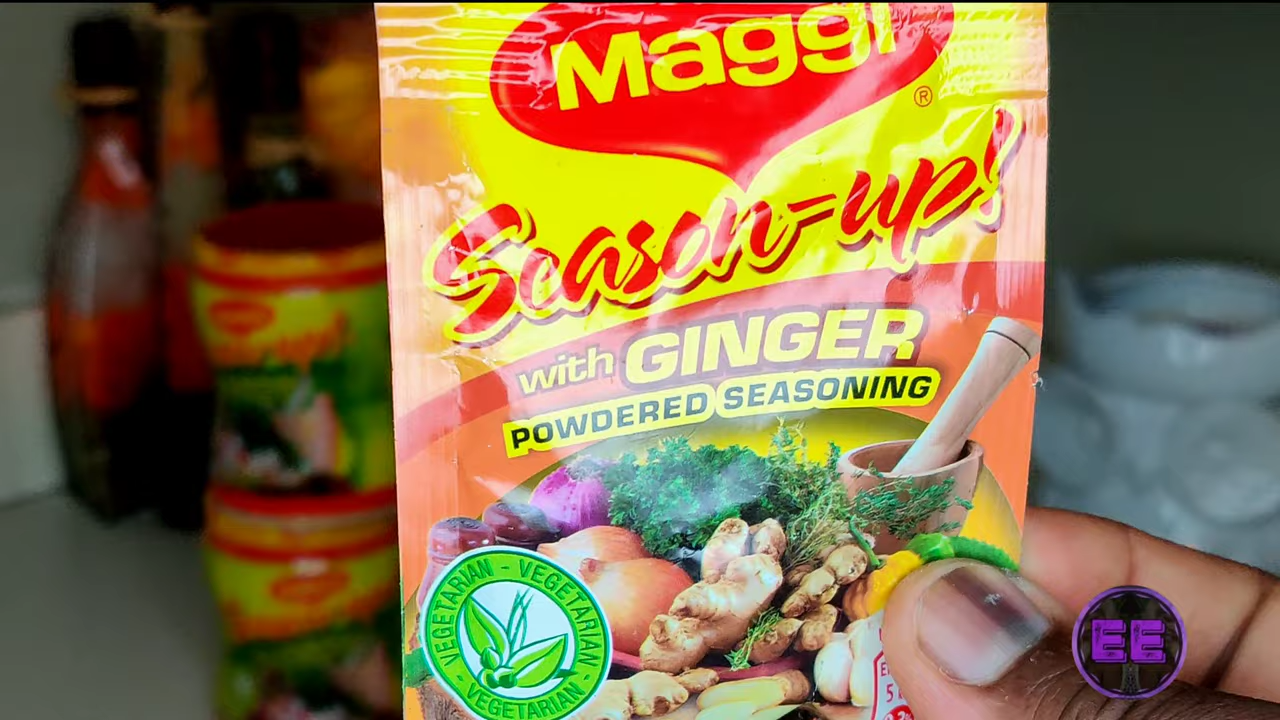 Maggi
®
Season-up!
with GINGER
POWDERED SEASONING
VEGETARIAN - VEGETARIAN - VEGETARIAN -
EE